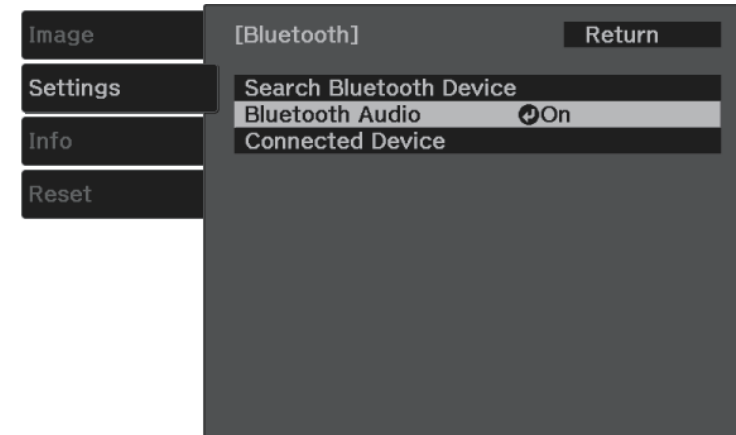 Image
Settings
Info
Reset
[Bluetooth] Return
Search Bluetooth Device
Bluetooth Audio On
Connected Device